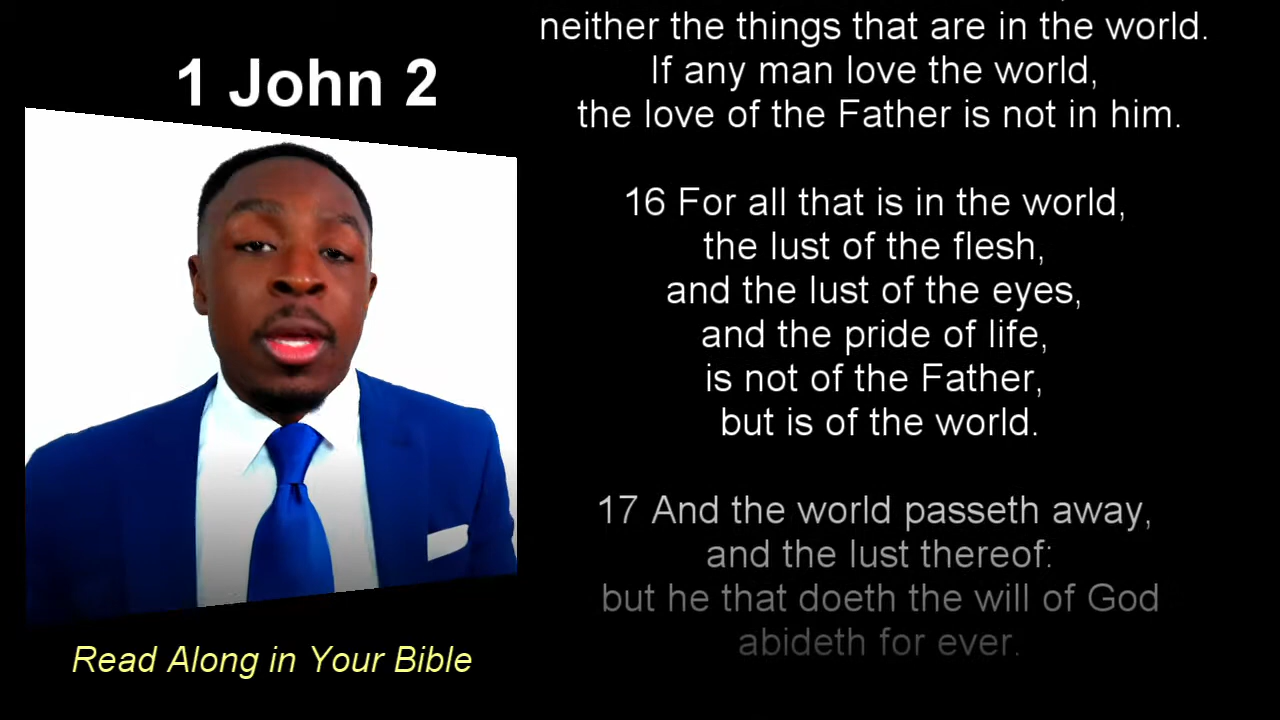 1 John 2
neither the things that are in the world.
If any man love the world,
the love of the Father is not in him.
16 For all that is in the world,
the lust of the flesh,
and the lust of the eyes,
and the pride of life,
is not of the Father,
but is of the world.
17 And the world passeth away,
and the lust thereof:
but he that doeth the will of God
abideth for ever.
Read Along in Your Bible